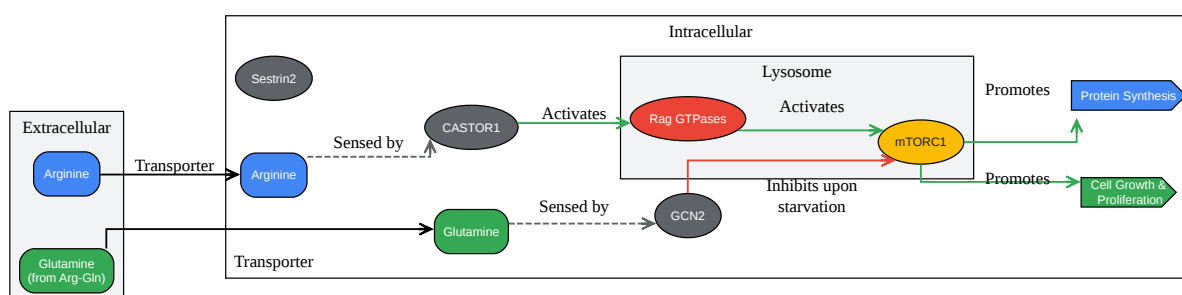 Intracellular
Sestrin2
Lysosome
Promotes
Protein Synthesis
Extracellular
Sensed by
CASTOR1
Activates
Rag GTPases
Activates
mTORC1
Arginine
Transporter
Arginine
Promotes
Cell Growth &
Proliferation
Inhibits upon
starvation
Sensed by
GCN2
Glutamine
Glutamine
(from Arg-Gln)
Transporter